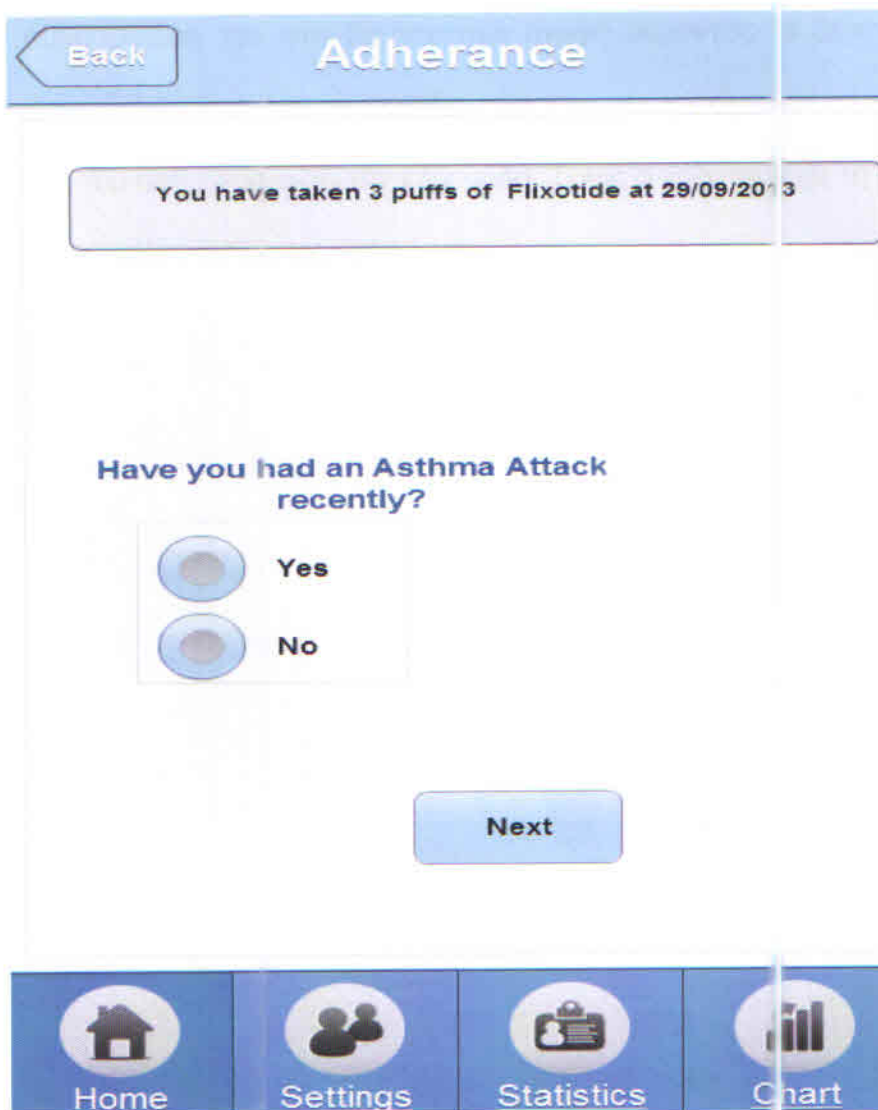 Back
Adherance
You have taken 3 puffs of Flixotide at 29/09/2013
Have you had an Asthma Attack
recently?
Yes
No
Next
Home
Settings
Statistics
Chart